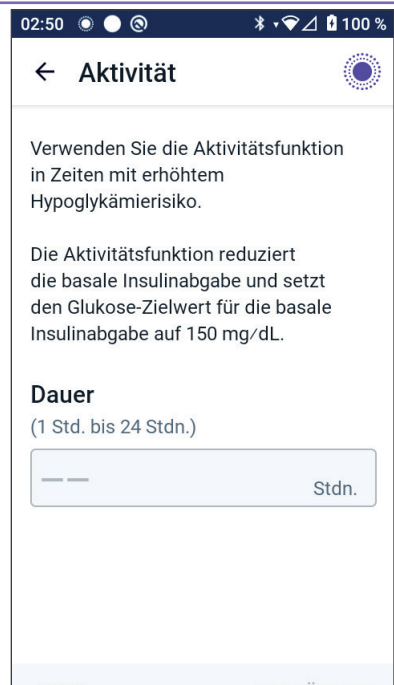 02:50 100 %
Aktivität
Verwenden Sie die Aktivitätsfunktion
in Zeiten mit erhöhtem
Hypoglykämierisiko.
Die Aktivitätsfunktion reduziert
die basale Insulinabgabe und setzt
den Glukose-Zielwert für die basale
Insulinabgabe auf 150 mg/dL.
Dauer
(1 Std. bis 24 Stdn.)
__ __ Stdn.